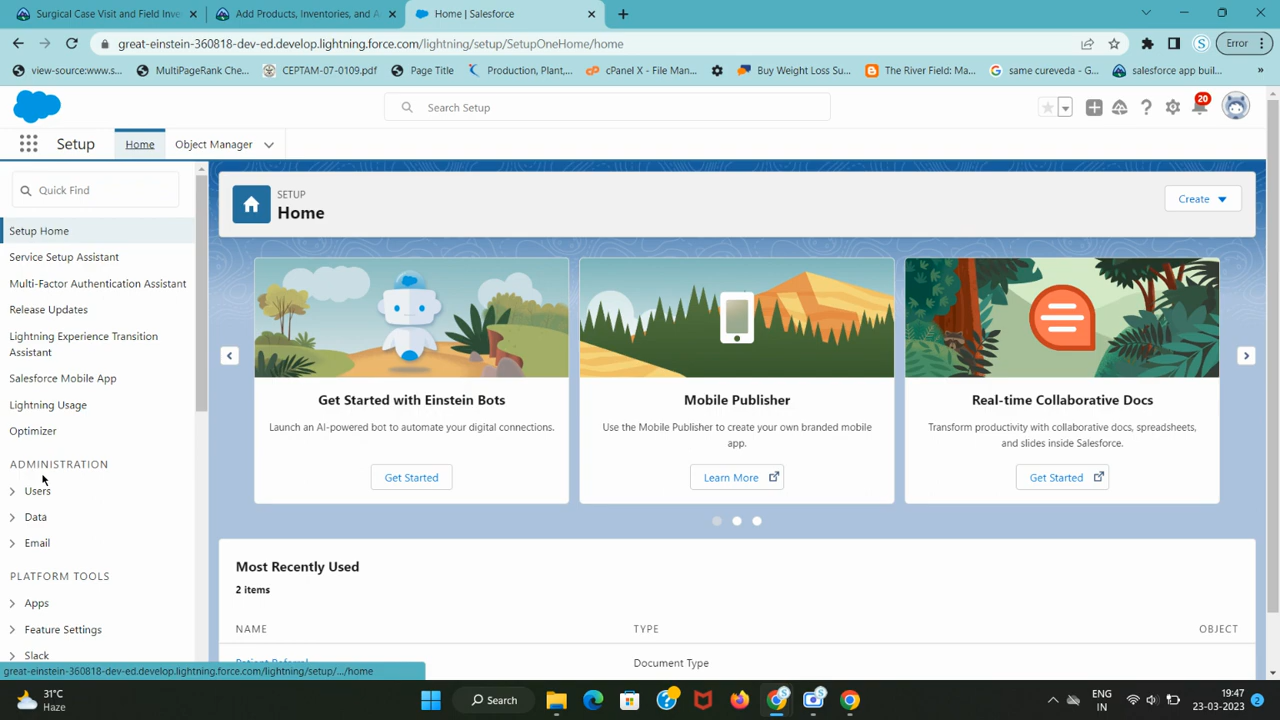 Surgical Case Visit and Field Inve
Add Products, Inventories, and A
Home | Salesforce
great-einstein-360818-dev-ed.develop.lightning.force.com/lightning/setup/SetupOneHome/home
Error
view-source:www.s...
MultiPageRank Che...
CEPTAM-07-0109.pdf
Page Title
Production, Plant,...
cPanel X - File Man...
Buy Weight Loss Su...
The River Field: Ma...
same cureveda - G...
salesforce app buil...
»
Search Setup
20
Setup
Home
Object Manager
Quick Find
Setup Home
Service Setup Assistant
Multi-Factor Authentication Assistant
Release Updates
Lightning Experience Transition
Assistant
Salesforce Mobile App
Lightning Usage
Optimizer
ADMINISTRATION
Users
Data
Email
PLATFORM TOOLS
Apps
Feature Settings
Slack
SETUP
Home
Create
Get Started with Einstein Bots
Launch an AI-powered bot to automate your digital connections.
Get Started
Mobile Publisher
Use the Mobile Publisher to create your own branded mobile
app.
Learn More
Real-time Collaborative Docs
Transform productivity with collaborative docs, spreadsheets,
and slides inside Salesforce.
Get Started
Most Recently Used
2 items
NAME TYPE OBJECT
Patient Referral Document Type
great-einstein-360818-dev-ed.develop.lightning.force.com/lightning/setup/.../home
31°C
Haze
Search
ENG
IN
19:47
23-03-2023
2